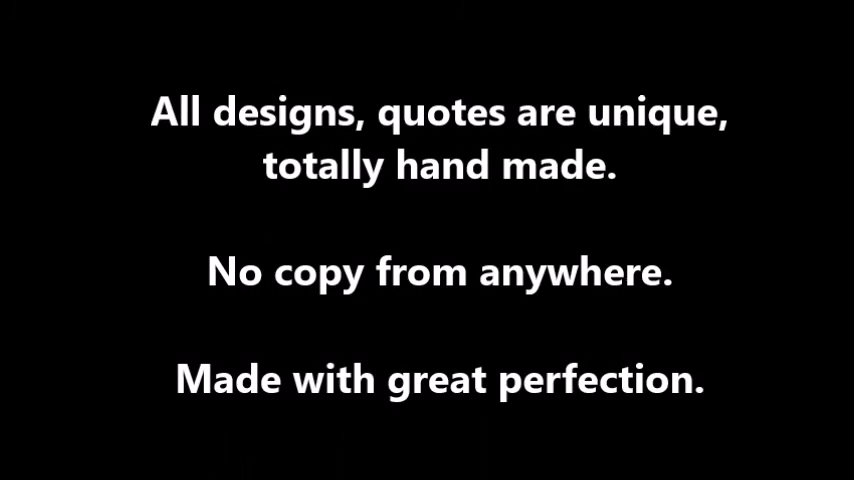 All designs, quotes are unique,
totally hand made.
No copy from anywhere.
Made with great perfection.